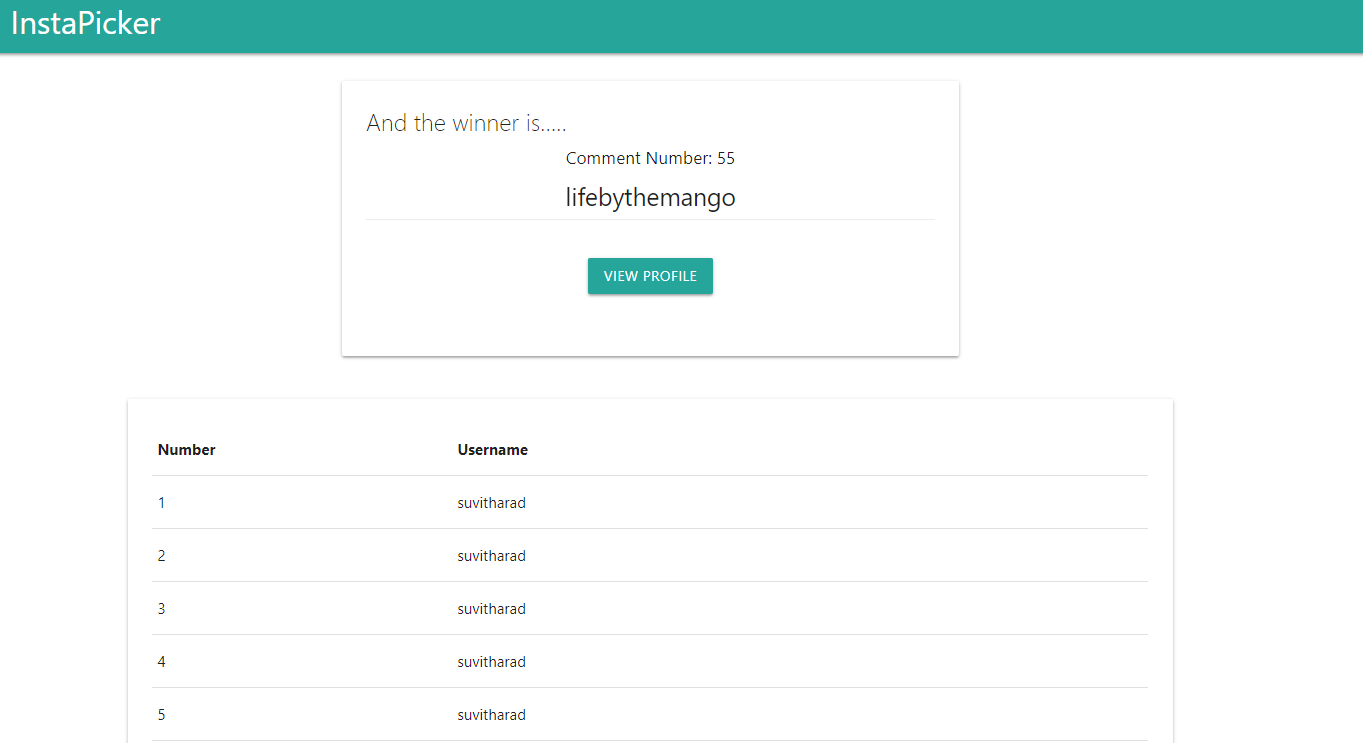 InstaPicker
And the winner is.....
Comment Number: 55
lifebythemango
VIEW PROFILE
Number Username
1 suvitharad
2 suvitharad
3 suvitharad
4 suvitharad
5 suvitharad